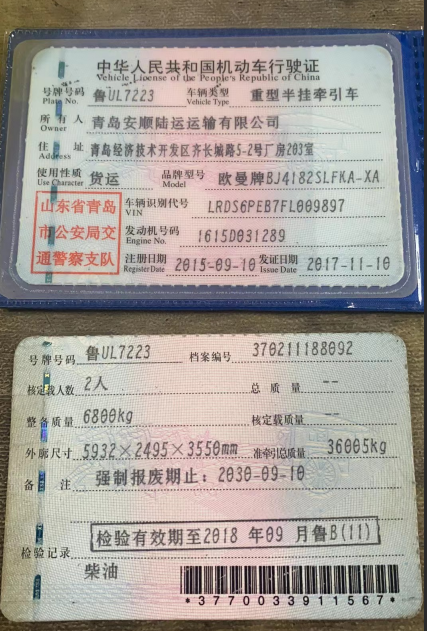 中华人民共和国机动车行驶证
Vehicle License of the People's Republic of China
号牌号码 鲁UL7223 车辆类型 重型半挂牵引车
Plate No. Vehicle Type
所有人 青岛安顺陆运运输有限公司
Owner
住址 青岛经济技术开发区齐长城路5-2号厂房203室
Address
使用性质 货运 品牌型号 欧曼牌BJ4182SLFKA-XA
Use Character Model
山东省青岛
市公安局交
通警察支队
车辆识别代号 LRDS6PEB7FL009897
VIN
发动机号码 1615D031289
Engine No.
注册日期 2015-09-10 发证日期 2017-11-10
Register Date Issue Date
号牌号码 鲁UL7223 档案编号 370211188092
核定载人数 2人 总质量 --
整备质量 6800kg 核定载质量 --
外廓尺寸 5932×2495×3550mm 准牵引总质量 36005kg
备注 强制报废期止:2030-09-10
检验有效期至2018年09月鲁B(11)
检验记录
柴油
*3770033911567*